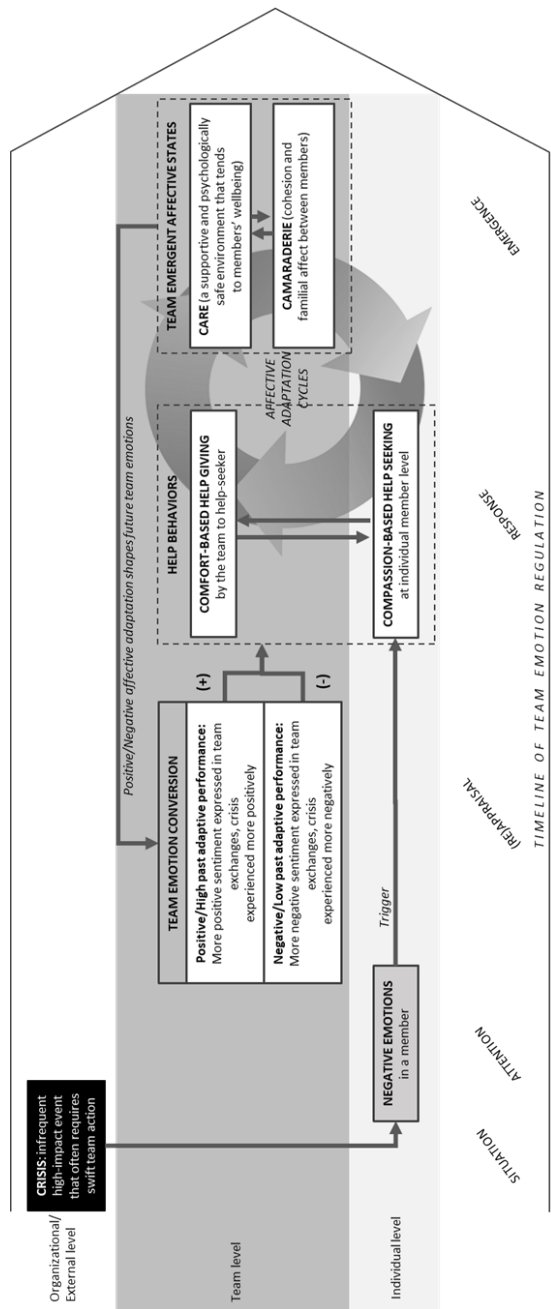 Organizational/
External level
CRISIS: infrequent
high-impact event
that often requires
swift team action
Positive/Negative affective adaptation shapes future team emotions
Team level
TEAM EMOTION CONVERSION
Positive/High past adaptive performance:
More positive sentiment expressed in team
exchanges, crisis
experienced more positively
Negative/Low past adaptive performance:
More negative sentiment expressed in team
exchanges, crisis
experienced more negatively
(+)
(-)
HELP BEHAVIORS
COMFORT-BASED HELP GIVING
by the team to help-seeker
COMPASSION-BASED HELP SEEKING
at individual member level
AFFECTIVE
ADAPTATION
CYCLES
TEAM EMERGENT AFFECTIVE STATES
CARE (a supportive and psychologically
safe environment that tends
to members' wellbeing)
CAMARADERIE (cohesion and
familial affect between members)
Individual level
NEGATIVE EMOTIONS
in a member
Trigger
SITUATION
ATTENTION
(RE)APPRAISAL
RESPONSE
EMERGENCE
TIMELINE OF TEAM EMOTION REGULATION